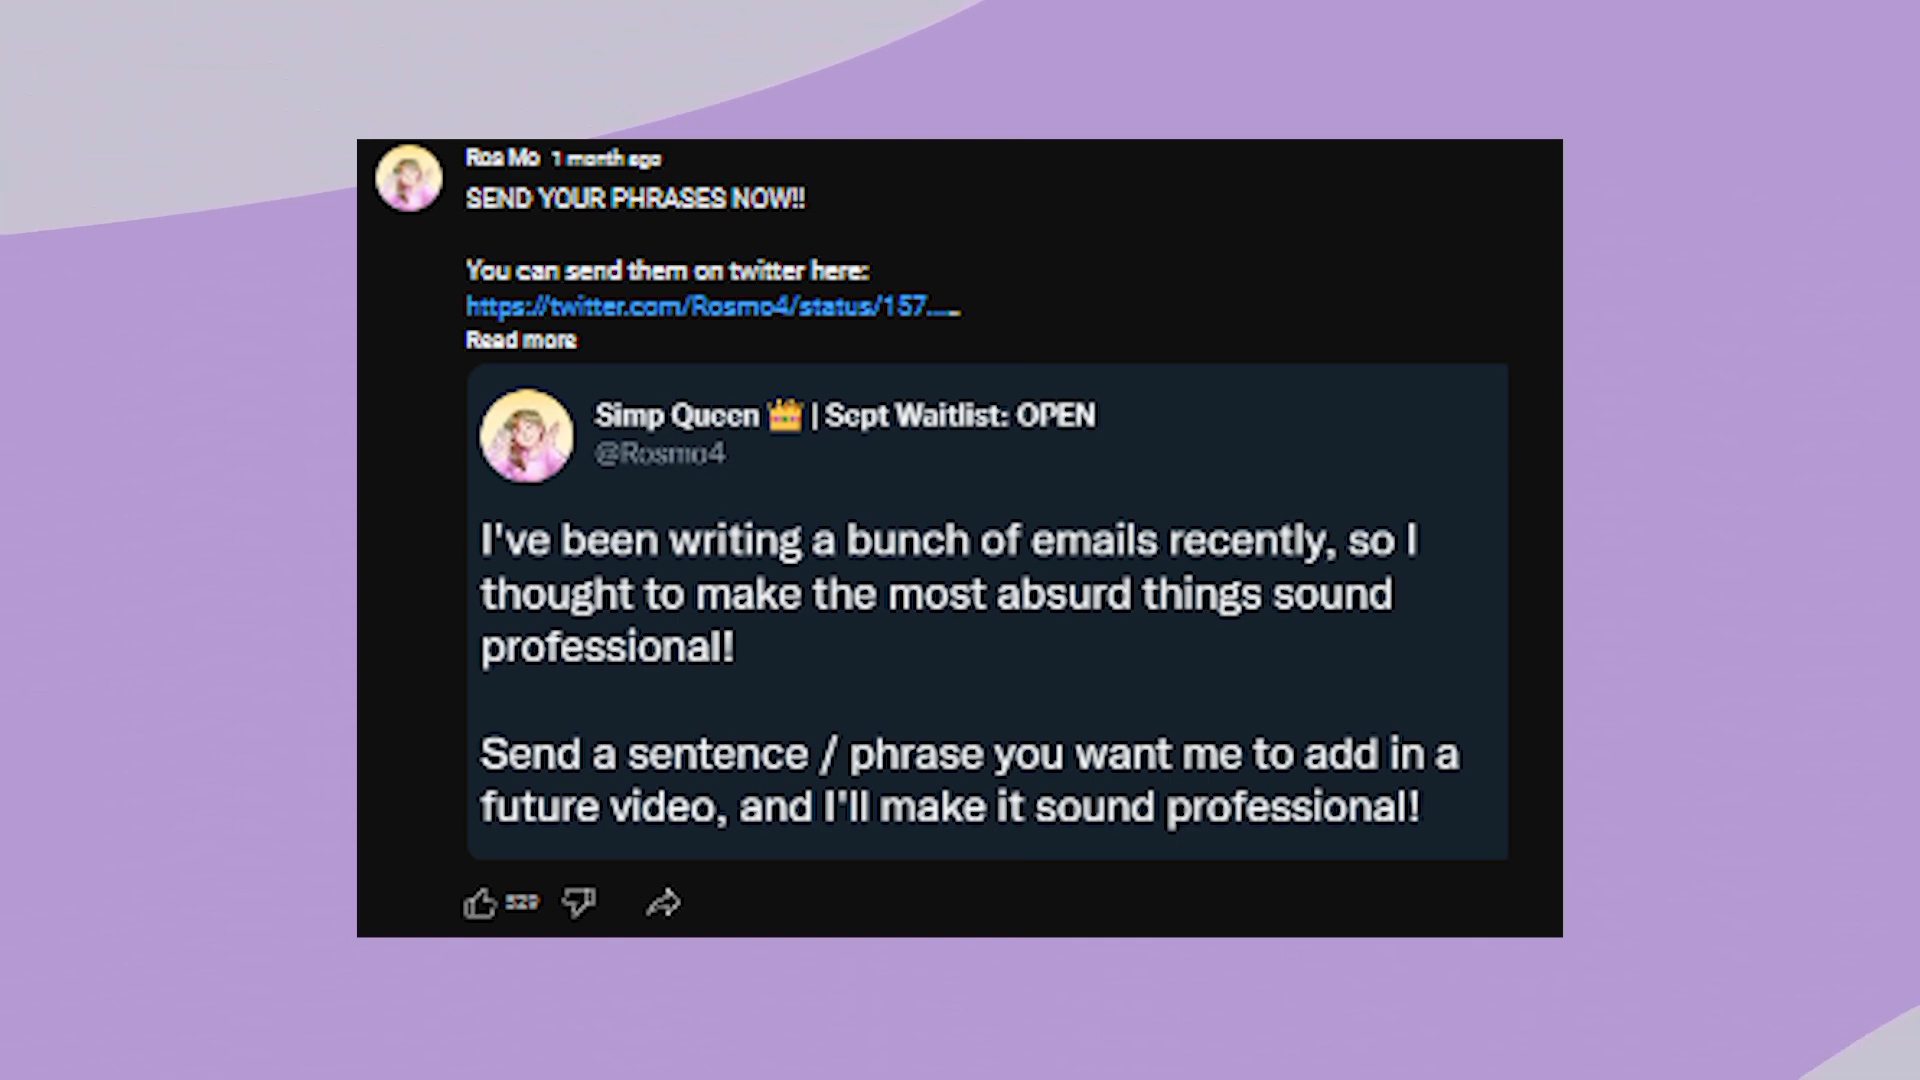 Ros Mo 1 month ago
SEND YOUR PHRASES NOW!!
You can send them on twitter here:
https://twitter.com/Rosmo4/status/157.....
Read more
Simp Queen 👑 | Sept Waitlist: OPEN
@Rosmo4
I've been writing a bunch of emails recently, so I
thought to make the most absurd things sound
professional!
Send a sentence / phrase you want me to add in a
future video, and I'll make it sound professional!
529